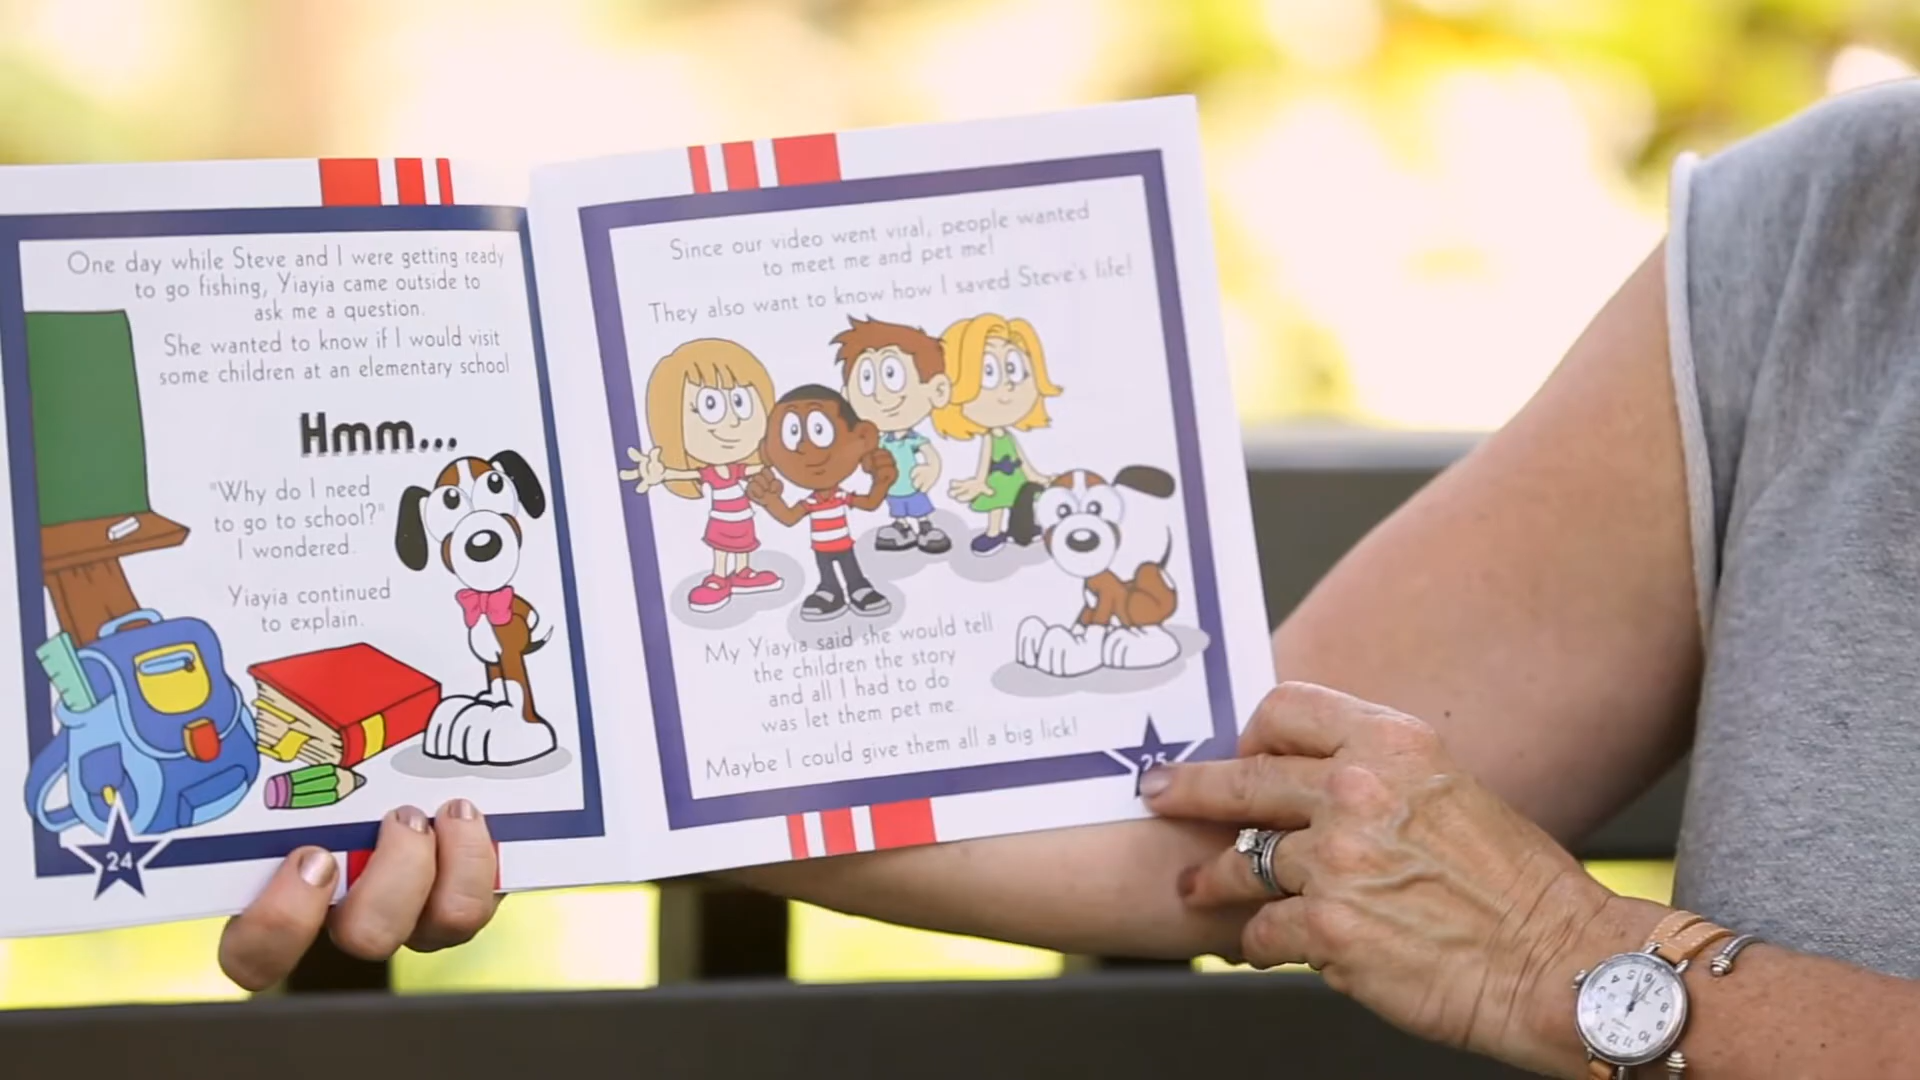 One day while Steve and I were getting ready
to go fishing, Yiayia came outside to
ask me a question.
She wanted to know if I would visit
some children at an elementary school
Hmm...
"Why do I need
to go to school?"
I wondered.
Yiayia continued
to explain.
24
Since our video went viral, people wanted
to meet me and pet me!
They also want to know how I saved Steve's life!
My Yiayia said she would tell
the children the story
and all I had to do
was let them pet me.
Maybe I could give them all a big lick!
25